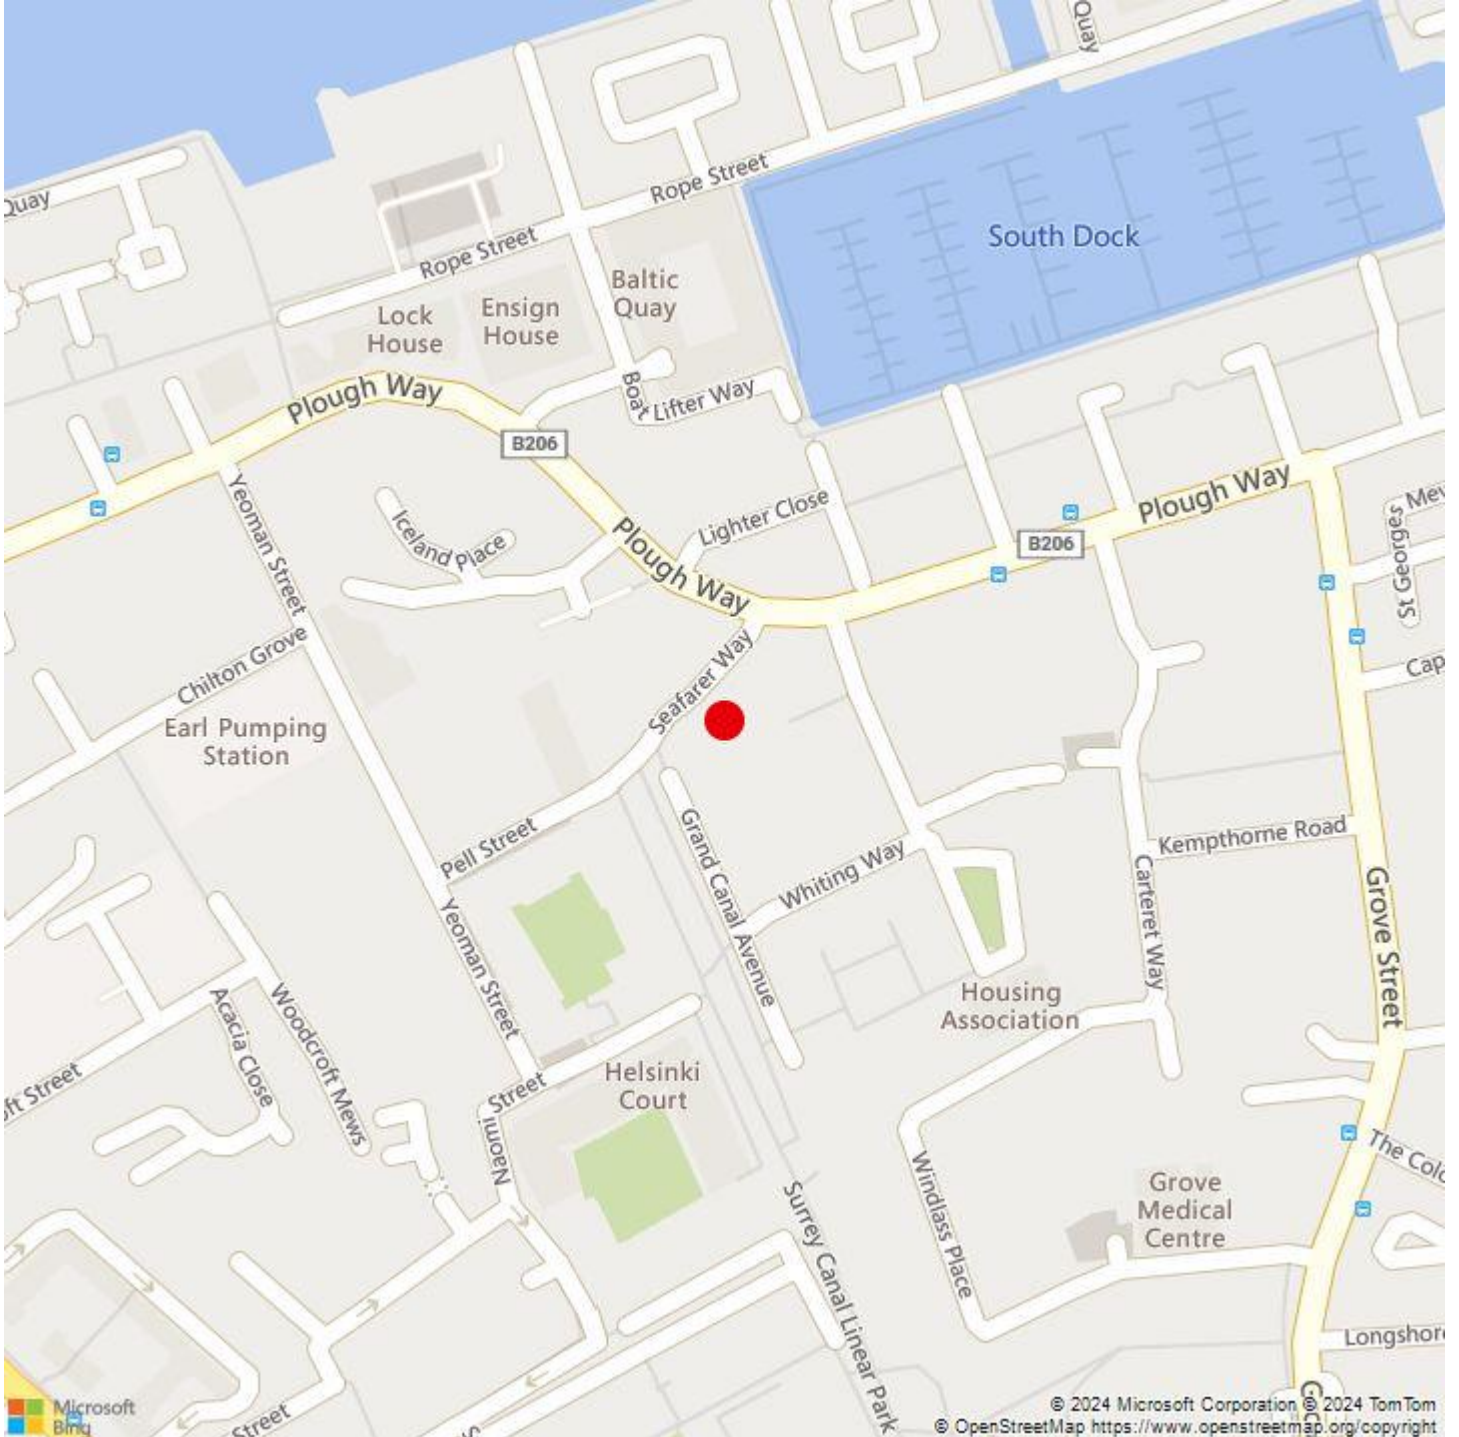 Quay
Quay
Rope Street
South Dock
Rope Street
Baltic
Quay
Ensign
House
Lock
House
Plough Way
Boat
Lifter Way
B206
Yeoman Street
Iceland Place
Lighter Close
Plough Way
Plough Way
B206
St Georges
Mew
Chilton Grove
Seafarer Way
Cap
Earl Pumping
Station
Pell Street
Grand Canal Avenue
Whiting Way
Kempthorne Road
Carteret Way
Grove Street
Yeoman Street
Woodcroft Mews
Acacia Close
Housing
Association
oft Street
Street
Naomi
Helsinki
Court
The Colo
Windlass Place
Grove
Medical
Centre
Surrey Canal Linear Park
Longshore
Street
Microsoft
Bing
© 2024 Microsoft Corporation © 2024 TomTom
© OpenStreetMap https://www.openstreetmap.org/copyright